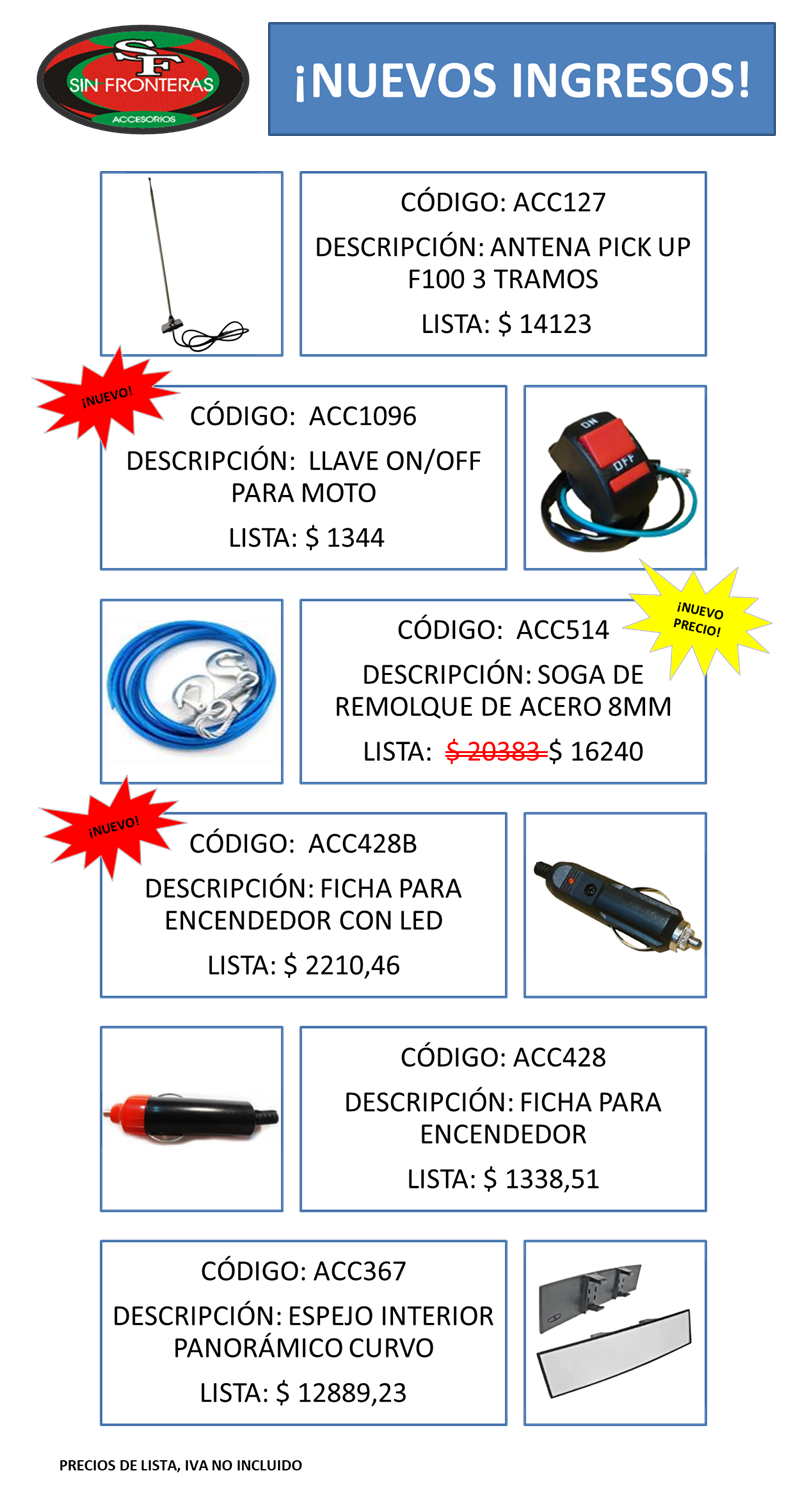 SF
SIN FRONTERAS
ACCESORIOS
¡NUEVOS INGRESOS!
CÓDIGO: ACC127
DESCRIPCIÓN: ANTENA PICK UP
F100 3 TRAMOS
LISTA: $ 14123
¡NUEVO!
CÓDIGO: ACC1096
DESCRIPCIÓN: LLAVE ON/OFF
PARA MOTO
LISTA: $ 1344
ON
OFF
¡NUEVO
PRECIO!
CÓDIGO: ACC514
DESCRIPCIÓN: SOGA DE
REMOLQUE DE ACERO 8MM
LISTA: $ 20383 $ 16240
¡NUEVO!
CÓDIGO: ACC428B
DESCRIPCIÓN: FICHA PARA
ENCENDEDOR CON LED
LISTA: $ 2210,46
CÓDIGO: ACC428
DESCRIPCIÓN: FICHA PARA
ENCENDEDOR
LISTA: $ 1338,51
CÓDIGO: ACC367
DESCRIPCIÓN: ESPEJO INTERIOR
PANORÁMICO CURVO
LISTA: $ 12889,23
PRECIOS DE LISTA, IVA NO INCLUIDO